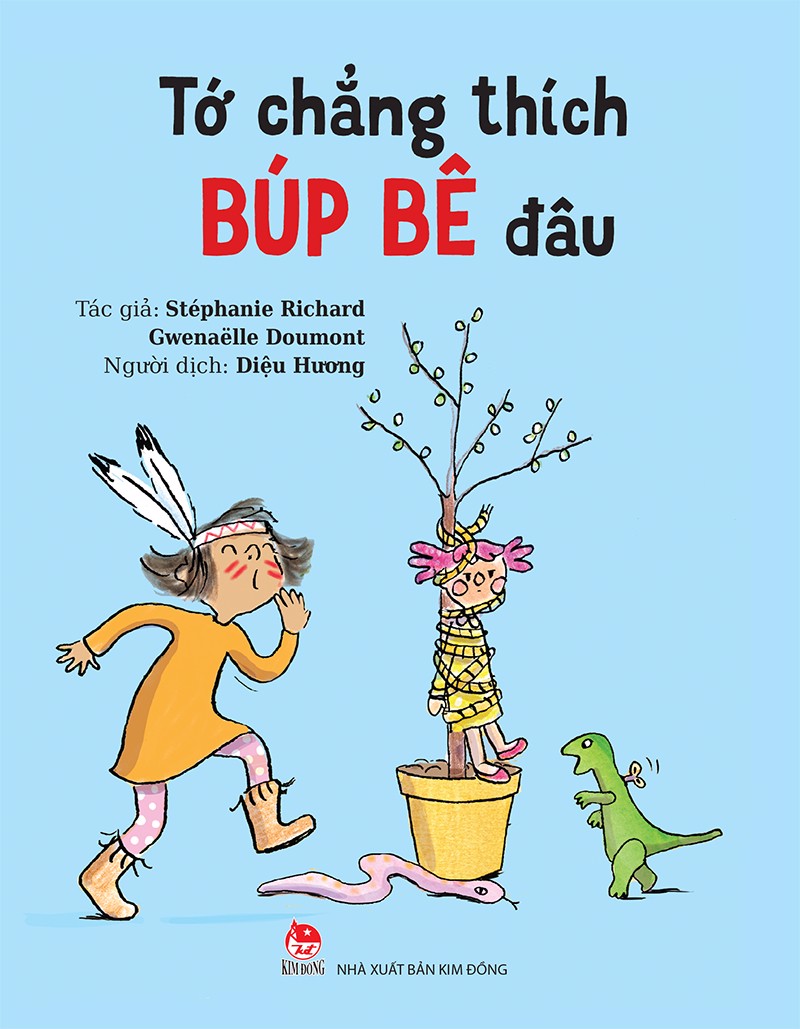 Tớ chẳng thích
BÚP BÊ đâu
Tác giả: Stéphanie Richard
Gwenaëlle Doumont
Người dịch: Diệu Hương
KIM ĐỒNG
NHÀ XUẤT BẢN KIM ĐỒNG